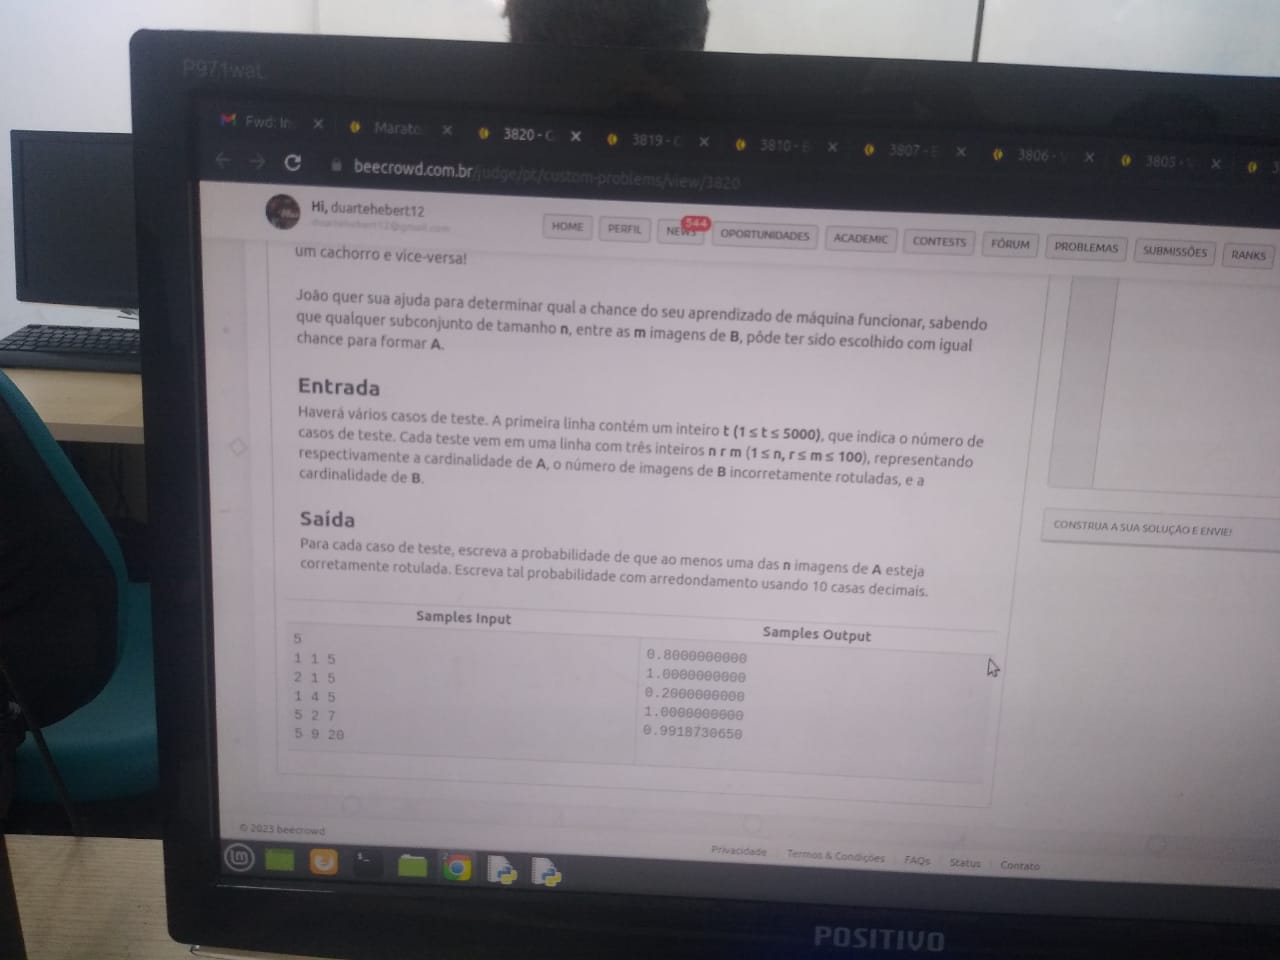 P971waL
Fwd: In
Marato
3820 - C
3819 - C
3810 - E
3807 - E
3806 - V
3805 - V
beecrowd.com.br/judge/pt/custom-problems/view/3820
Hi, duartehebert12
duartehebert12@gmail.com
HOME
PERFIL
NEWS
544
OPORTUNIDADES
ACADEMIC
CONTESTS
FÓRUM
PROBLEMAS
SUBMISSÕES
RANKS
um cachorro e vice-versa!
João quer sua ajuda para determinar qual a chance do seu aprendizado de máquina funcionar, sabendo
que qualquer subconjunto de tamanho n, entre as m imagens de B, pôde ter sido escolhido com igual
chance para formar A.
Entrada
Haverá vários casos de teste. A primeira linha contém um inteiro t (1 ≤ t ≤ 5000), que indica o número de
casos de teste. Cada teste vem em uma linha com três inteiros n r m (1 ≤ n, r ≤ m ≤ 100), representando
respectivamente a cardinalidade de A, o número de imagens de B incorretamente rotuladas, e a
cardinalidade de B.
Saída
Para cada caso de teste, escreva a probabilidade de que ao menos uma das n imagens de A esteja
corretamente rotulada. Escreva tal probabilidade com arredondamento usando 10 casas decimais.
Samples Input
Samples Output
5
1 1 5
2 1 5
1 4 5
5 2 7
5 9 20
0.8000000000
1.0000000000
0.2000000000
1.0000000000
0.9918730650
CONSTRUA A SUA SOLUÇÃO E ENVIE!
© 2023 beecrowd
Privacidade
Termos & Condições
FAQs
Status
Contato
POSITIVO